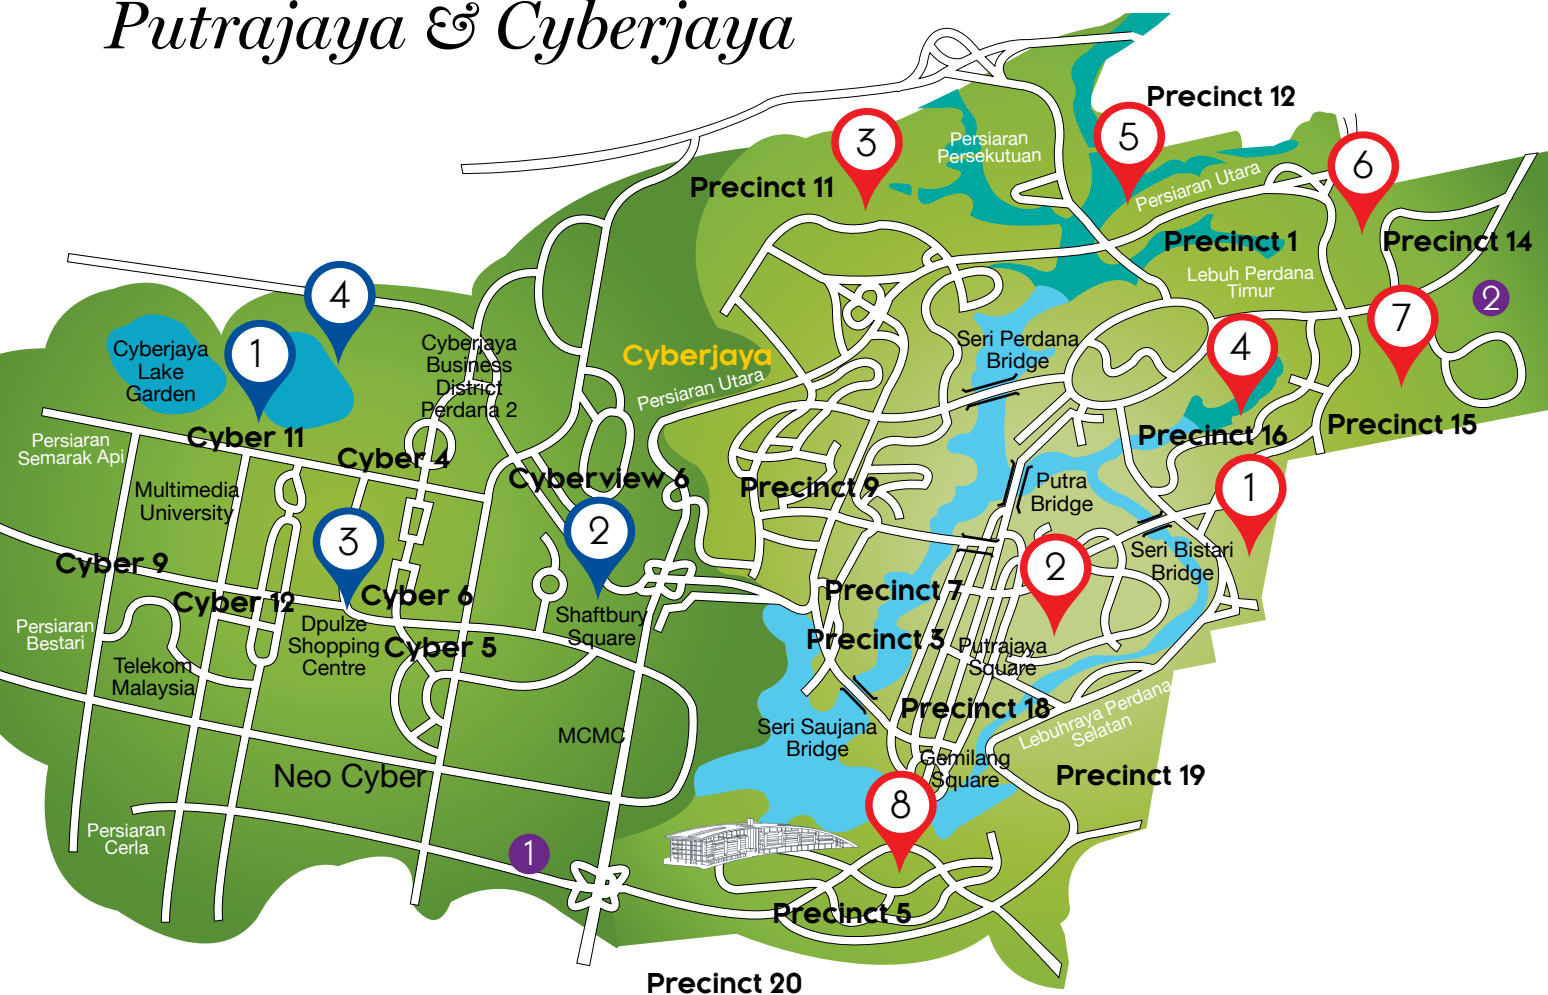 Putrajaya & Cyberjaya
Precinct 12
5
3
Persiaran
Persekutuan
6
Precinct 11
Persiaran Utara
Precinct 1
Precinct 14
Lebuh Perdana
Timur
2
4
7
1
Cyberjaya
Lake
Garden
Cyberjaya
Business
District
Perdana 2
Cyberjaya
Persiaran Utara
Seri Perdana
Bridge
4
Precinct 15
Precinct 16
Cyber 11
Persiaran
Semarak Api
Cyber 4
Cyberview 6
Precinct 9
Putra
Bridge
1
Multimedia
University
3
2
Seri Bistari
Bridge
2
Cyber 9
Cyber 12
Cyber 6
Precinct 7
Shaftbury
Square
Persiaran
Bestari
Dpulze
Shopping
Centre
Cyber 5
Precinct 3
Putrajaya
Square
Telekom
Malaysia
Precinct 18
Lebuhraya Perdana
Selatan
MCMC
Seri Saujana
Bridge
Gemilang
Square
Neo Cyber
Precinct 19
8
Persiaran
Cerla
1
Precinct 5
Precinct 20